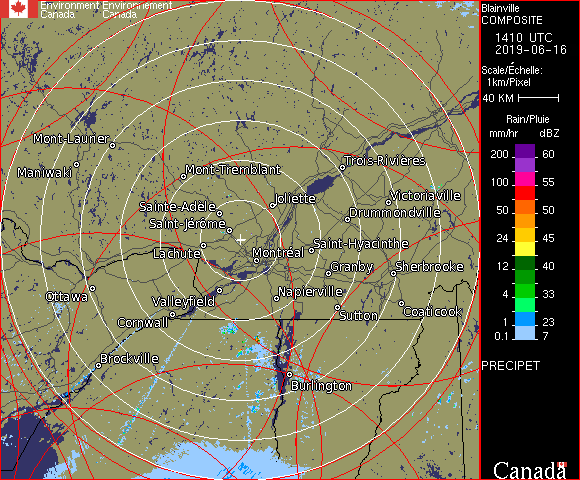 Environment Environnement
Canada Canada
Blainville
COMPOSITE
1410 UTC
2019-06-16
Scale/Échelle:
1km/Pixel
40 KM
Rain/Pluie
mm/hr dBZ
200 60
100 55
50 50
24 45
12 40
4 33
1 23
0.1 7
PRECIPET
Canada
Mont-Laurier
Maniwaki
Mont-Tremblant
Trois-Rivières
Sainte-Adèle
Joliette
Victoriaville
Drummondville
Saint-Jérôme
Lachute
Montréal
Saint-Hyacinthe
Granby
Sherbrooke
Ottawa
Valleyfield
Napierville
Cornwall
Sutton
Coaticook
Brockville
Burlington